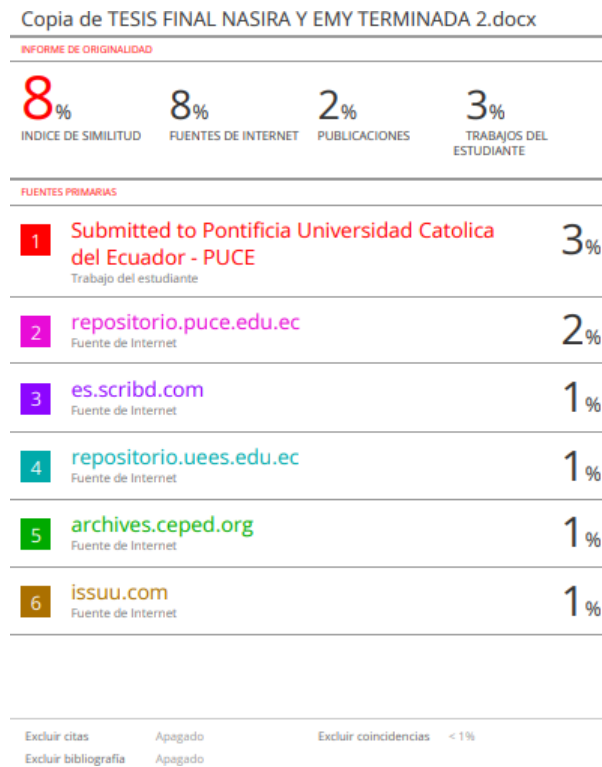 Copia de TESIS FINAL NASIRA Y EMY TERMINADA 2.docx
INFORME DE ORIGINALIDAD
8% 8% 2% 3%
INDICE DE SIMILITUD FUENTES DE INTERNET PUBLICACIONES TRABAJOS DEL
ESTUDIANTE
FUENTES PRIMARIAS
1 Submitted to Pontificia Universidad Catolica
del Ecuador - PUCE 3%
Trabajo del estudiante
2 repositorio.puce.edu.ec 2%
Fuente de Internet
3 es.scribd.com 1%
Fuente de Internet
4 repositorio.uees.edu.ec 1%
Fuente de Internet
5 archives.ceped.org 1%
Fuente de Internet
6 issuu.com 1%
Fuente de Internet
Excluir citas Apagado Excluir coincidencias < 1%
Excluir bibliografía Apagado